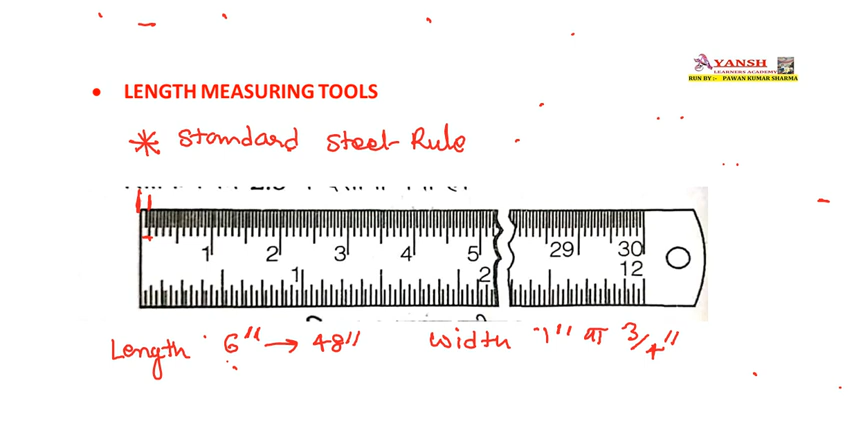 AYANSH
LEARNERS ACADEMY
RUN BY :- PAWAN KUMAR SHARMA
• LENGTH MEASURING TOOLS
* Standard Steel Rule
1 2 3 4 5 29 30
1 2 12
Length 6" → 48" Width 1" या 3/4"